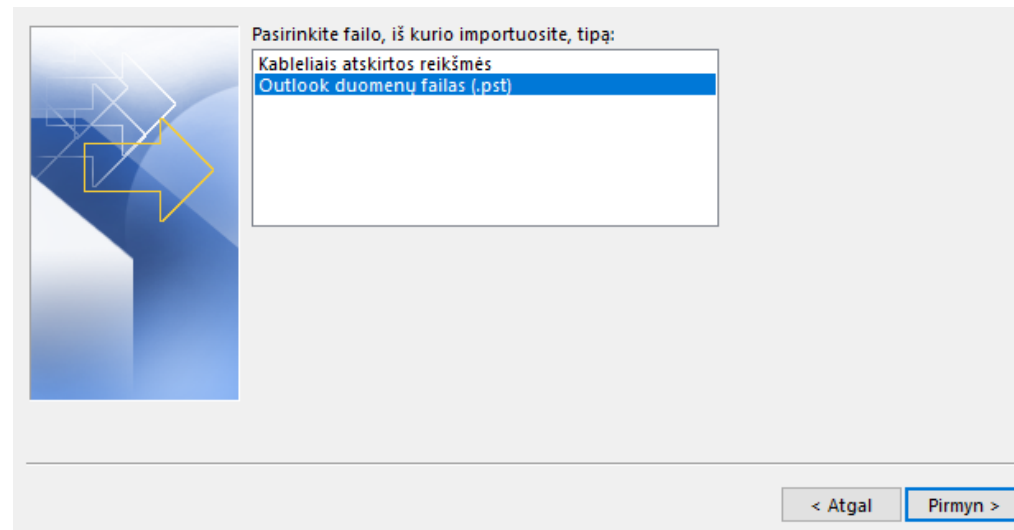 Pasirinkite failo, iš kurio importuosite, tipą:
Kableliais atskirtos reikšmės
Outlook duomenų failas (.pst)
< Atgal
Pirmyn >